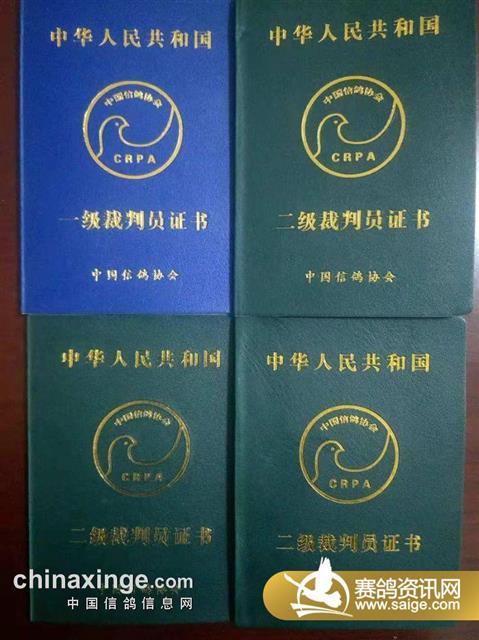 中华人民共和国
中国信鸽协会
CRPA
一级裁判员证书
中国信鸽协会
中华人民共和国
中国信鸽协会
CRPA
二级裁判员证书
中国信鸽协会
中华人民共和国
中国信鸽协会
CRPA
二级裁判员证书
中华人民共和国
中国信鸽协会
CRPA
二级裁判员证书
chinaxinge.com
中国信鸽信息网
赛鸽资讯网
www.saige.com